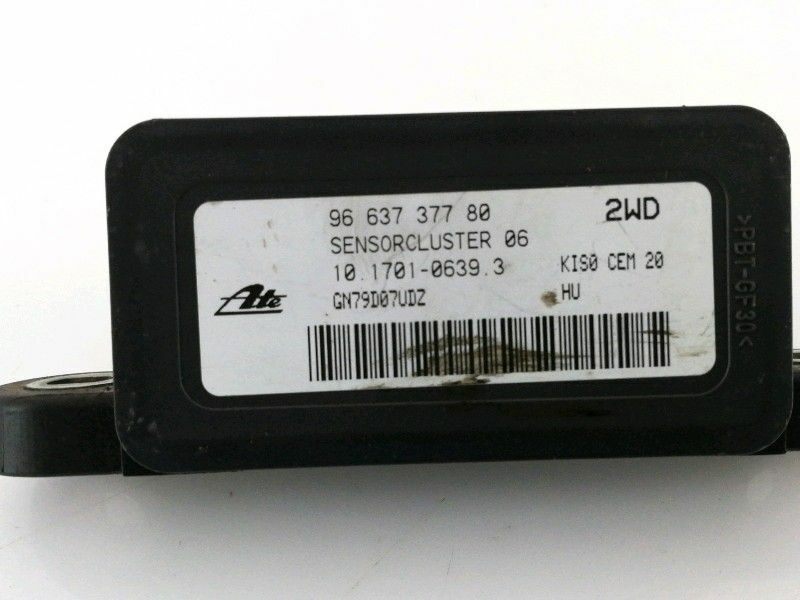 96 637 377 80
2WD
SENSORCLUSTER 06
10.1701-0639.3
KIS0 CEM 20
Ate
GN79D07UDZ
HU
>PBT-GF30<